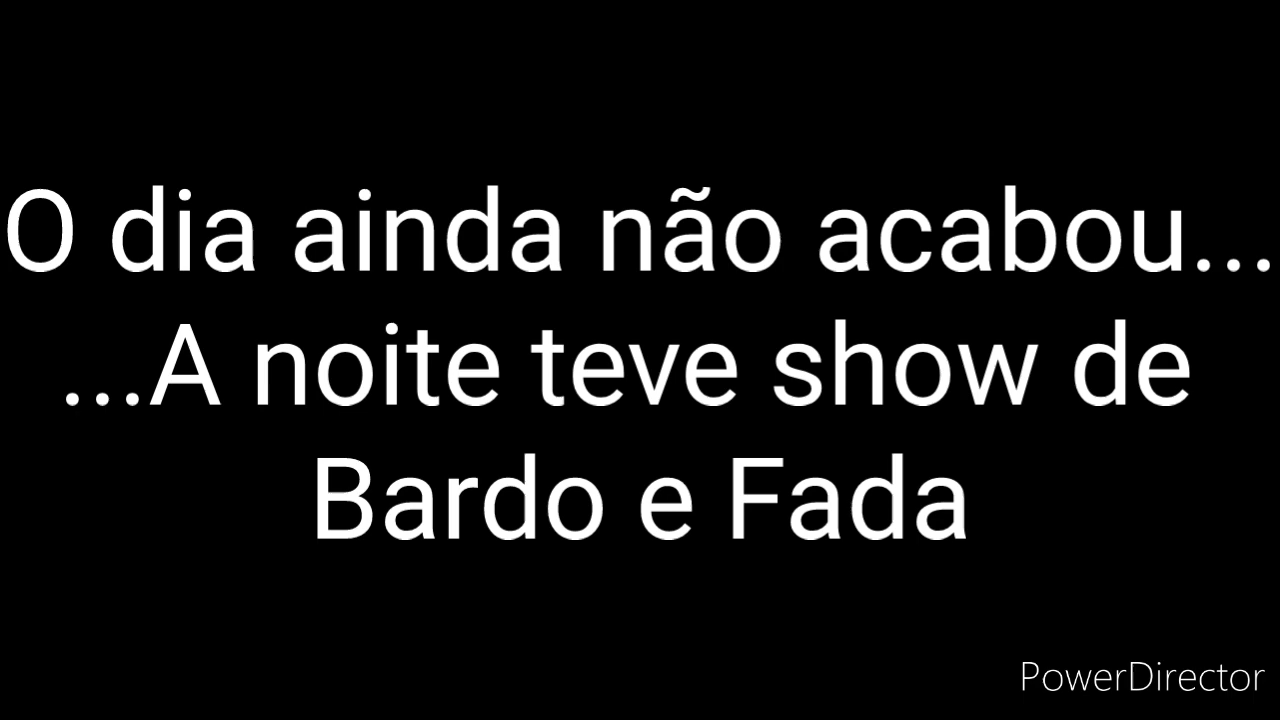 O dia ainda não acabou...
...A noite teve show de
Bardo e Fada
PowerDirector